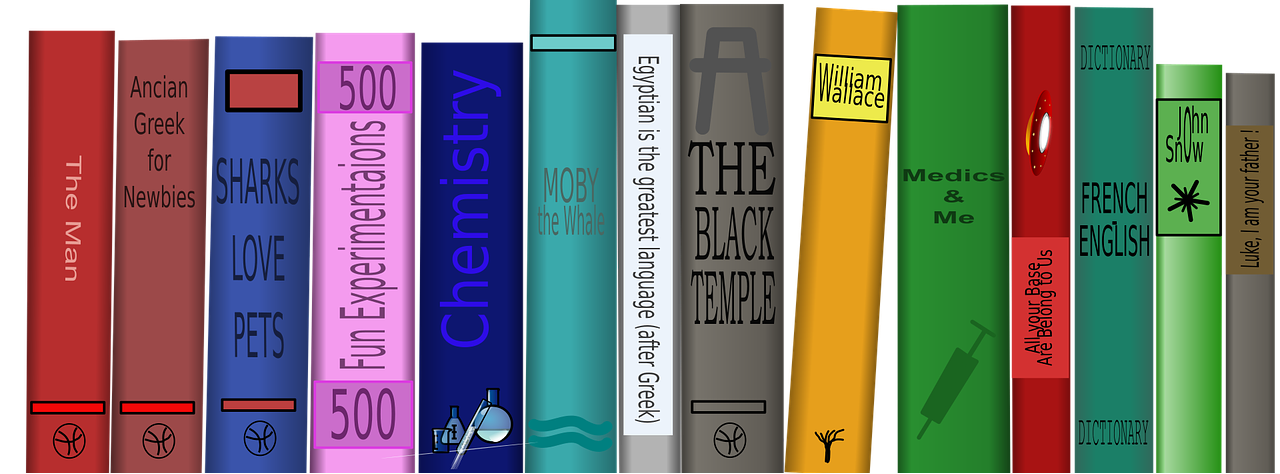 The Man
Ancian
Greek
for
Newbies
SHARKS
LOVE
PETS
500
Fun Experimentaions
500
Chemistry
MOBY
the Whale
Egyptian is the greatest language (after Greek)
THE
BLACK
TEMPLE
William
Wallace
Medics
&
Me
All your Base
Are Belong to Us
DICTIONARY
FRENCH
-
ENGLISH
DICTIONARY
John
Snow
Luke, I am your father !